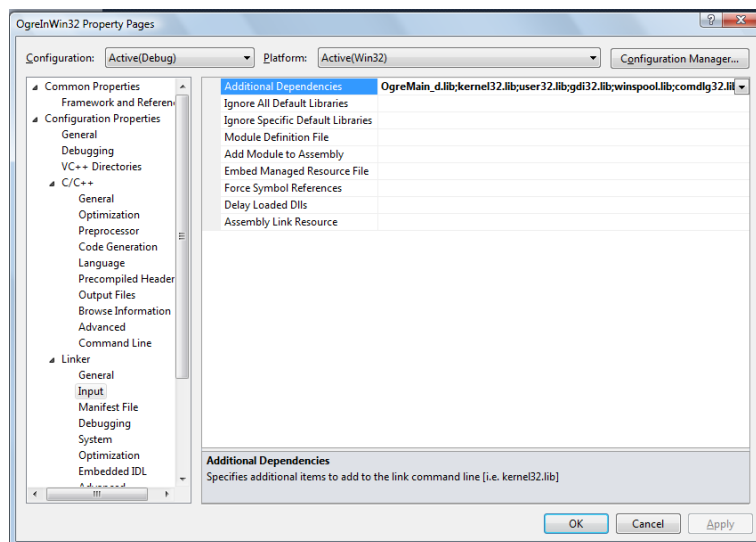 OgreInWin32 Property Pages
Configuration: Active(Debug) Platform: Active(Win32) Configuration Manager...
Common Properties
Framework and Referen
Configuration Properties
General
Debugging
VC++ Directories
C/C++
General
Optimization
Preprocessor
Code Generation
Language
Precompiled Header
Output Files
Browse Information
Advanced
Command Line
Linker
General
Input
Manifest File
Debugging
System
Optimization
Embedded IDL
Advanced
Additional Dependencies OgreMain_d.lib;kernel32.lib;user32.lib;gdi32.lib;winspool.lib;comdlg32.lib
Ignore All Default Libraries
Ignore Specific Default Libraries
Module Definition File
Add Module to Assembly
Embed Managed Resource File
Force Symbol References
Delay Loaded Dlls
Assembly Link Resource
Additional Dependencies
Specifies additional items to add to the link command line [i.e. kernel32.lib]
OK Cancel Apply